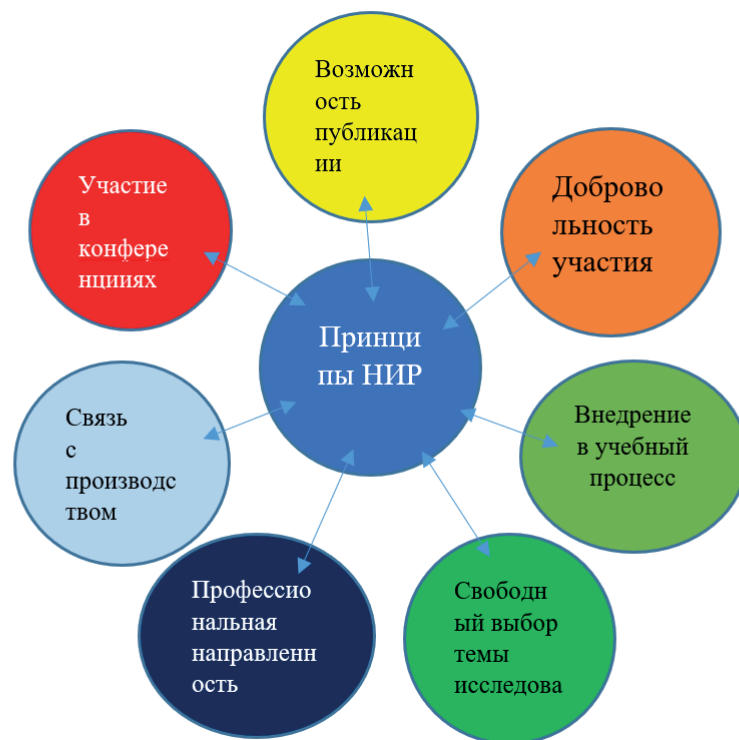 Возможн
ость
публикац
ии
Доброво
льность
участия
Внедрение
в учебный
процесс
Свободн
ый выбор
темы
исследова
Профессио
нальная
направленн
ость
Связь
с
производс
твом
Участие
в
конфере
нцииях
Принци
пы НИР